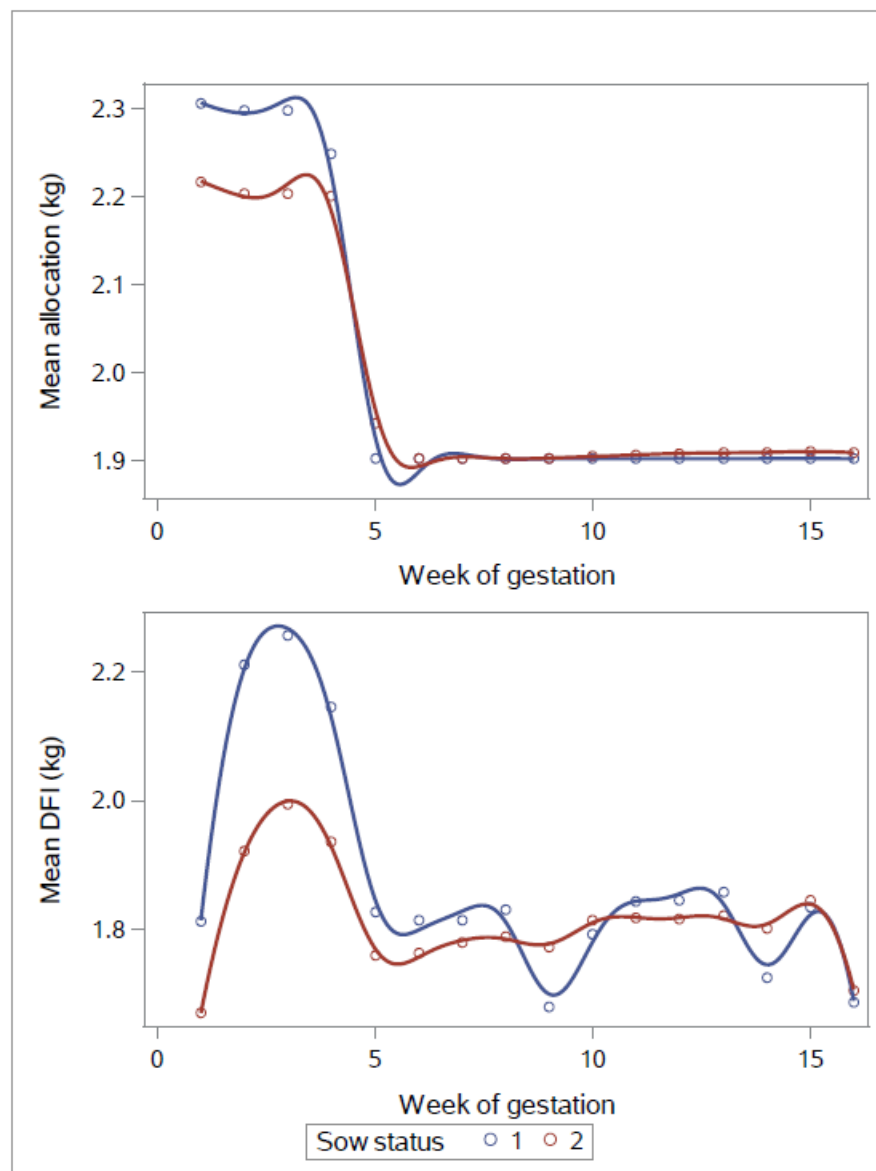 Mean allocation (kg)
2.3
2.2
2.1
2.0
1.9
0 5 10 15
Week of gestation
Mean DFI (kg)
2.2
2.0
1.8
0 5 10 15
Week of gestation
Sow status 1 2